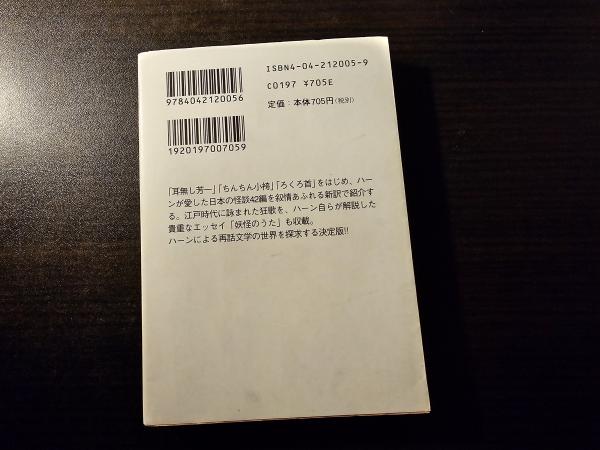 ISBN4-04-212005-9
C0197 ¥705E
定価：本体705円（税別）
9784042120056
1920197007059
「耳無し芳一」「ちんちん小袴」「ろくろ首」をはじめ、ハー
ンが愛した日本の怪談42編を叙情あふれる新訳で紹介す
る。江戸時代に詠まれた狂歌を、ハーン自らが解説した
貴重なエッセイ「妖怪のうた」も収載。
ハーンによる再話文学の世界を探求する決定版!!